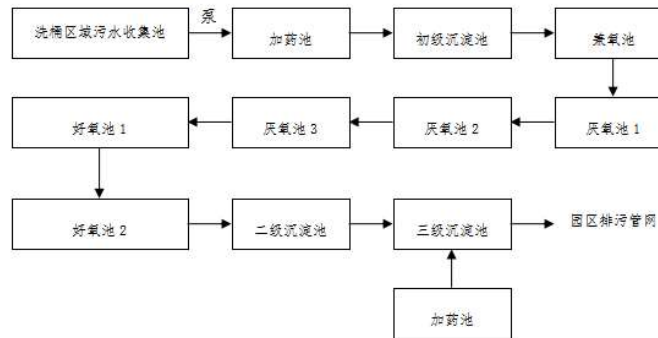 泵
洗桶区域污水收集池
加药池
初级沉淀池
兼氧池
好氧池 1
厌氧池 3
厌氧池 2
厌氧池 1
好氧池 2
二级沉淀池
三级沉淀池
园区排污管网
加药池